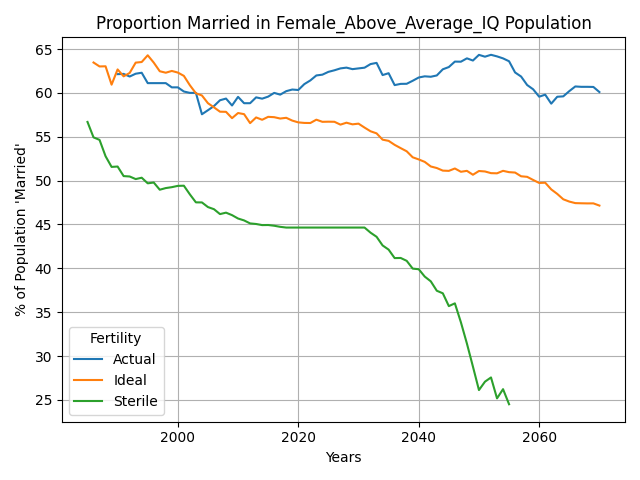 Proportion Married in Female_Above_Average_IQ Population
% of Population 'Married'
65
60
55
50
45
40
35
30
25
Fertility
Actual
Ideal
Sterile
2000
2020
2040
2060
Years